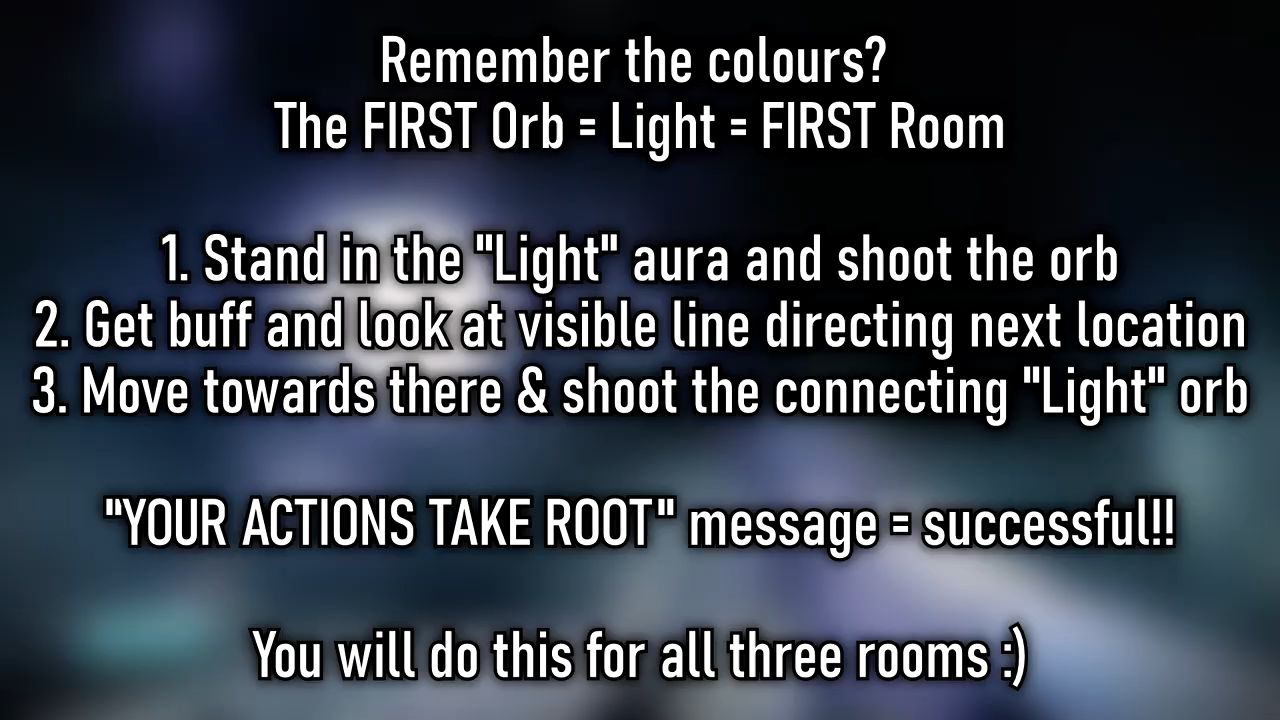 Remember the colours?
The FIRST Orb = Light = FIRST Room
1. Stand in the "Light" aura and shoot the orb
2. Get buff and look at visible line directing next location
3. Move towards there & shoot the connecting "Light" orb
"YOUR ACTIONS TAKE ROOT" message = successful!!
You will do this for all three rooms :)